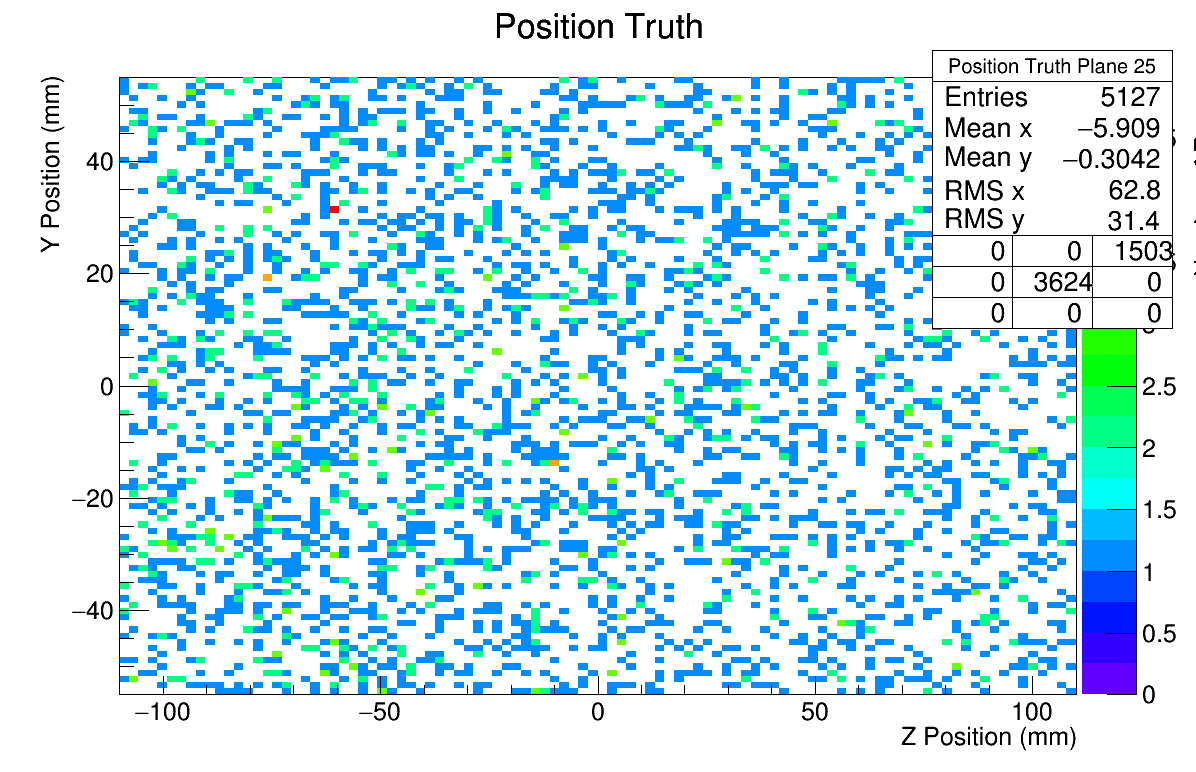 Position Truth
Position Truth Plane 25
Entries 5127
Mean x −5.909
Mean y −0.3042
RMS x 62.8
RMS y 31.4
0 0 1503
0 3624 0
0 0 0
Y Position (mm)
40
20
0
−20
−40
−100 −50 0 50 100
Z Position (mm)
2.5
2
1.5
1
0.5
0